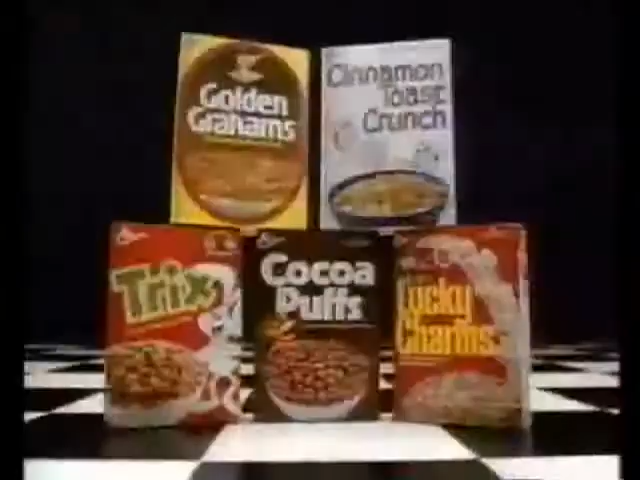 Golden
Grahams
Cinnamon
Toast
Crunch
Trix
Cocoa
Puffs
Lucky
Charms